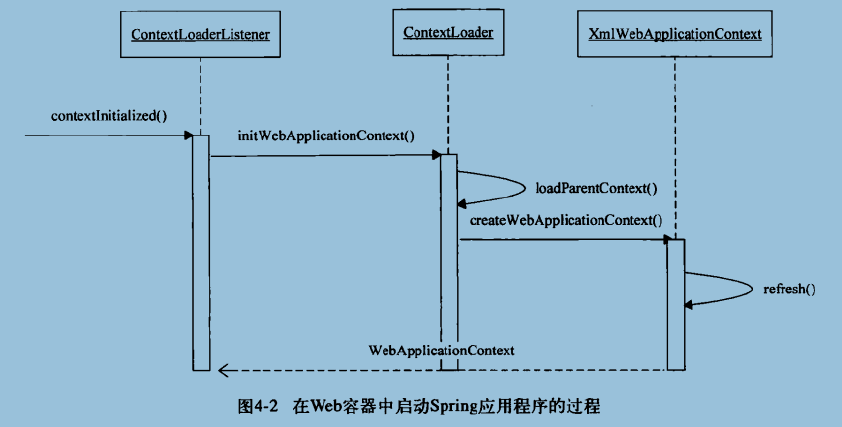 ContextLoaderListener
ContextLoader
XmlWebApplicationContext
contextInitialized()
initWebApplicationContext()
loadParentContext()
createWebApplicationContext()
refresh()
WebApplicationContext
图4-2 在Web容器中启动Spring应用程序的过程